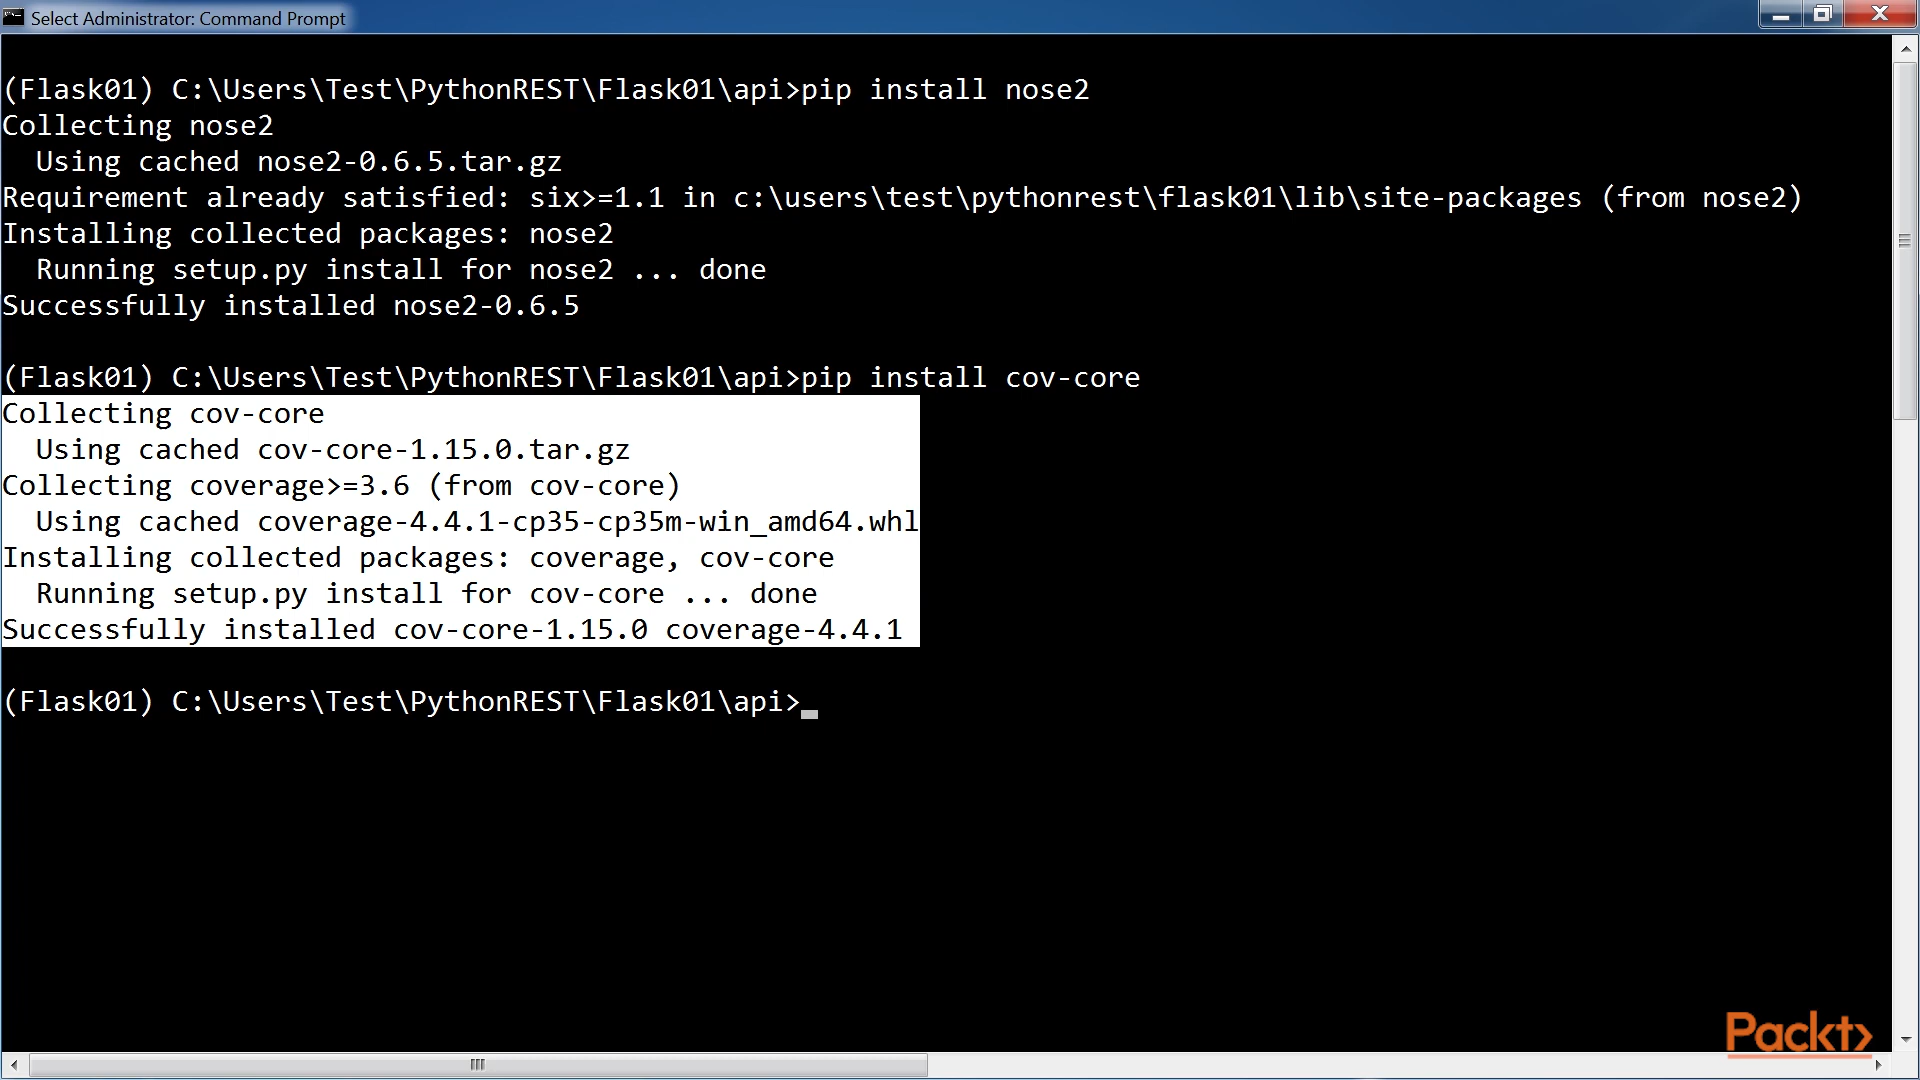 Select Administrator: Command Prompt
(Flask01) C:\Users\Test\PythonREST\Flask01\api>pip install nose2
Collecting nose2
  Using cached nose2-0.6.5.tar.gz
Requirement already satisfied: six>=1.1 in c:\users\test\pythonrest\flask01\lib\site-packages (from nose2)
Installing collected packages: nose2
  Running setup.py install for nose2 ... done
Successfully installed nose2-0.6.5
(Flask01) C:\Users\Test\PythonREST\Flask01\api>pip install cov-core
Collecting cov-core
  Using cached cov-core-1.15.0.tar.gz
Collecting coverage>=3.6 (from cov-core)
  Using cached coverage-4.4.1-cp35-cp35m-win_amd64.whl
Installing collected packages: coverage, cov-core
  Running setup.py install for cov-core ... done
Successfully installed cov-core-1.15.0 coverage-4.4.1
(Flask01) C:\Users\Test\PythonREST\Flask01\api>
Packt>